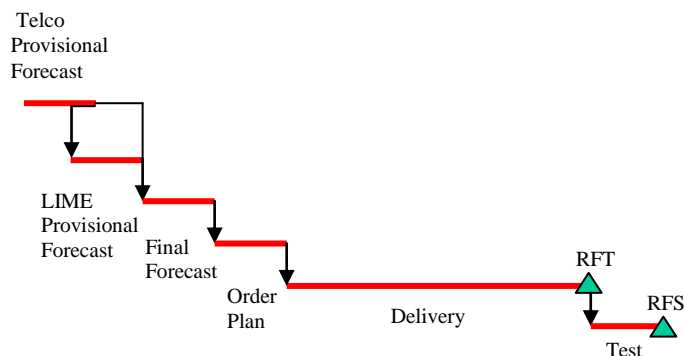 Telco
Provisional
Forecast
LIME
Provisional
Forecast
Final
Forecast
Order
Plan
Delivery
RFT
RFS
Test